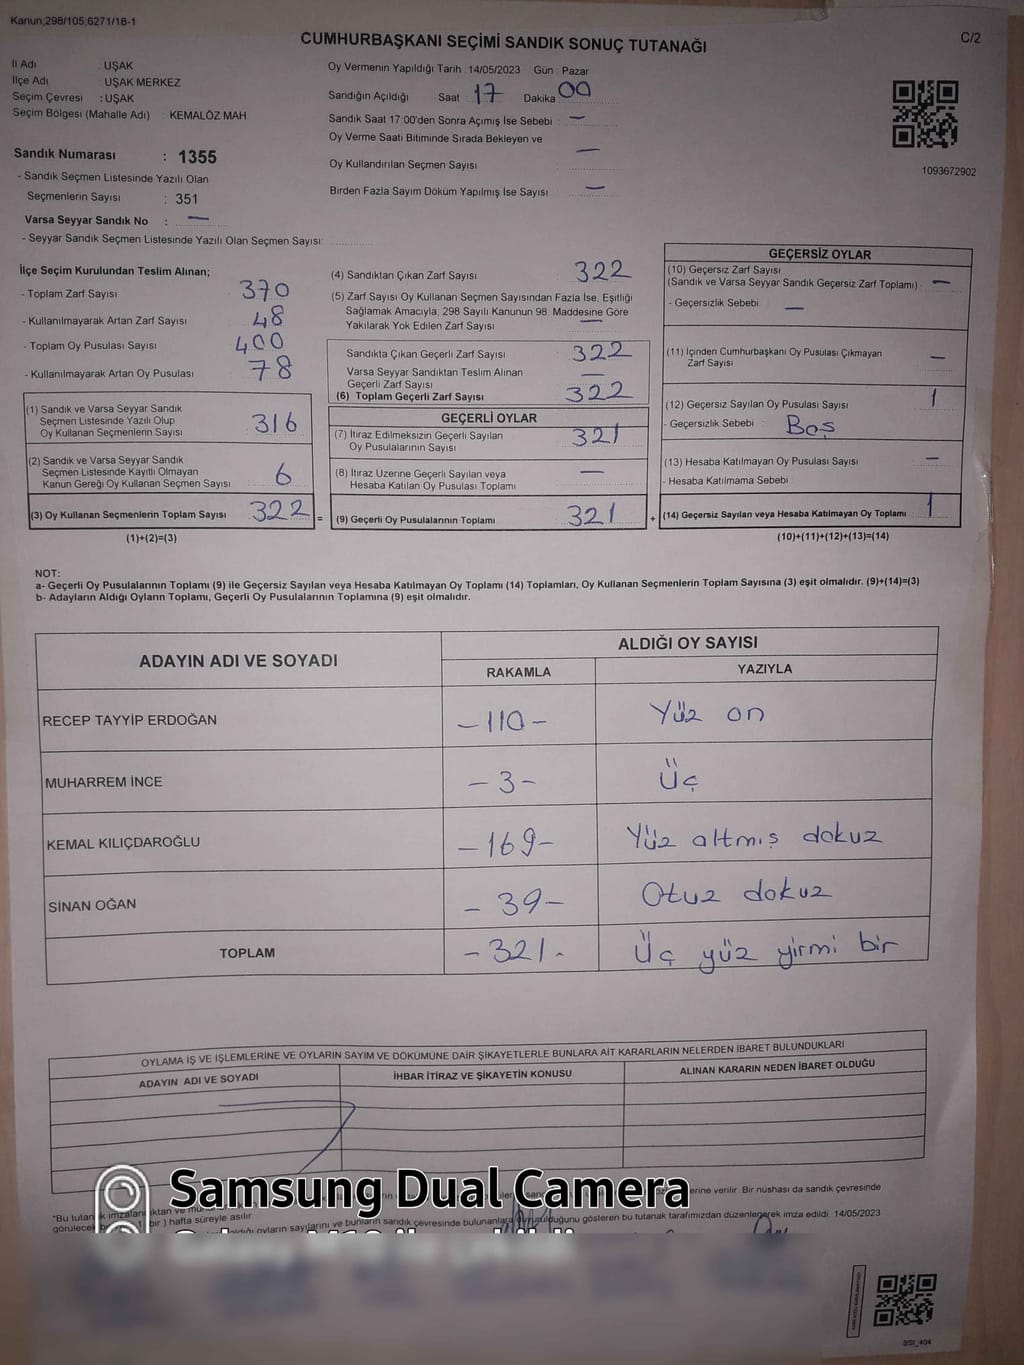 Kanun;298/105,6271/18-1
C/2
CUMHURBAŞKANI SEÇİMİ SANDIK SONUÇ TUTANAĞI
İl Adı : UŞAK
İlçe Adı : UŞAK MERKEZ
Seçim Çevresi : UŞAK
Seçim Bölgesi (Mahalle Adı) : KEMALÖZ MAH
Sandık Numarası : 1355
- Sandık Seçmen Listesinde Yazılı Olan
Seçmenlerin Sayısı : 351
Varsa Seyyar Sandık No : —
- Seyyar Sandık Seçmen Listesinde Yazılı Olan Seçmen Sayısı
Oy Vermenin Yapıldığı Tarih : 14/05/2023 Gün : Pazar
Sandığın Açıldığı Saat 17 Dakika 00
Sandık Saat 17:00'den Sonra Açımış İse Sebebi : —
Oy Verme Saati Bitiminde Sırada Bekleyen ve
Oy Kullandırılan Seçmen Sayısı —
Birden Fazla Sayım Döküm Yapılmış İse Sayısı —
1093672902
İlçe Seçim Kurulundan Teslim Alınan;
- Toplam Zarf Sayısı 370
- Kullanılmayarak Artan Zarf Sayısı 48
- Toplam Oy Pusulası Sayısı 400
- Kullanılmayarak Artan Oy Pusulası 78
(1) Sandık ve Varsa Seyyar Sandık
Seçmen Listesinde Yazılı Olup
Oy Kullanan Seçmenlerin Sayısı 316
(2) Sandık ve Varsa Seyyar Sandık
Seçmen Listesinde Kayıtlı Olmayan
Kanun Gereği Oy Kullanan Seçmen Sayısı 6
(3) Oy Kullanan Seçmenlerin Toplam Sayısı 322 =
(1)+(2)=(3)
(4) Sandıktan Çıkan Zarf Sayısı : 322
(5) Zarf Sayısı Oy Kullanan Seçmen Sayısından Fazla İse, Eşitliği
Sağlamak Amacıyla, 298 Sayılı Kanunun 98. Maddesine Göre
Yakılarak Yok Edilen Zarf Sayısı —
Sandıkta Çıkan Geçerli Zarf Sayısı 322
Varsa Seyyar Sandıktan Teslim Alınan
Geçerli Zarf Sayısı —
(6) Toplam Geçerli Zarf Sayısı 322
GEÇERLİ OYLAR
(7) İtiraz Edilmeksizin Geçerli Sayılan
Oy Pusulalarının Sayısı 321
(8) İtiraz Üzerine Geçerli Sayılan veya
Hesaba Katılan Oy Pusulası Toplamı —
(9) Geçerli Oy Pusulalarının Toplamı 321 +
GEÇERSİZ OYLAR
(10) Geçersiz Zarf Sayısı
(Sandık ve Varsa Seyyar Sandık Geçersiz Zarf Toplamı) —
- Geçersizlik Sebebi —
(11) İçinden Cumhurbaşkanı Oy Pusulası Çıkmayan
Zarf Sayısı —
(12) Geçersiz Sayılan Oy Pusulası Sayısı 1
- Geçersizlik Sebebi Boş
(13) Hesaba Katılmayan Oy Pusulası Sayısı —
- Hesaba Katılmama Sebebi
(14) Geçersiz Sayılan veya Hesaba Katılmayan Oy Toplamı 1
(10)+(11)+(12)+(13)=(14)
NOT:
a- Geçerli Oy Pusulalarının Toplamı (9) ile Geçersiz Sayılan veya Hesaba Katılmayan Oy Toplamı (14) Toplamları, Oy Kullanan Seçmenlerin Toplam Sayısına (3) eşit olmalıdır. (9)+(14)=(3)
b- Adayların Aldığı Oyların Toplamı, Geçerli Oy Pusulalarının Toplamına (9) eşit olmalıdır.
ADAYIN ADI VE SOYADI
ALDIĞI OY SAYISI
RAKAMLA YAZIYLA
RECEP TAYYİP ERDOĞAN -110- Yüz on
MUHARREM İNCE -3- Üç
KEMAL KILIÇDAROĞLU -169- Yüz altmış dokuz
SİNAN OĞAN -39- Otuz dokuz
TOPLAM -321- Üç yüz yirmi bir
OYLAMA İŞ VE İŞLEMLERİNE VE OYLARIN SAYIM VE DÖKÜMÜNE DAİR ŞİKAYETLERLE BUNLARA AİT KARARLARIN NELERDEN İBARET BULUNDUKLARI
ADAYIN ADI VE SOYADI İHBAR İTİRAZ VE ŞİKAYETİN KONUSU ALINAN KARARIN NEDEN İBARET OLDUĞU
Samsung Dual Camera
verilir. Bir nüshası da sandık çevresinde
görülecek hafta süreyle asılır.
oyların sayılarını ve bunların sandık çevresinde bulunanlara gösteren bu tutanak tarafımızdan düzenlenerek imza edildi. 14/05/2023
SSI_404